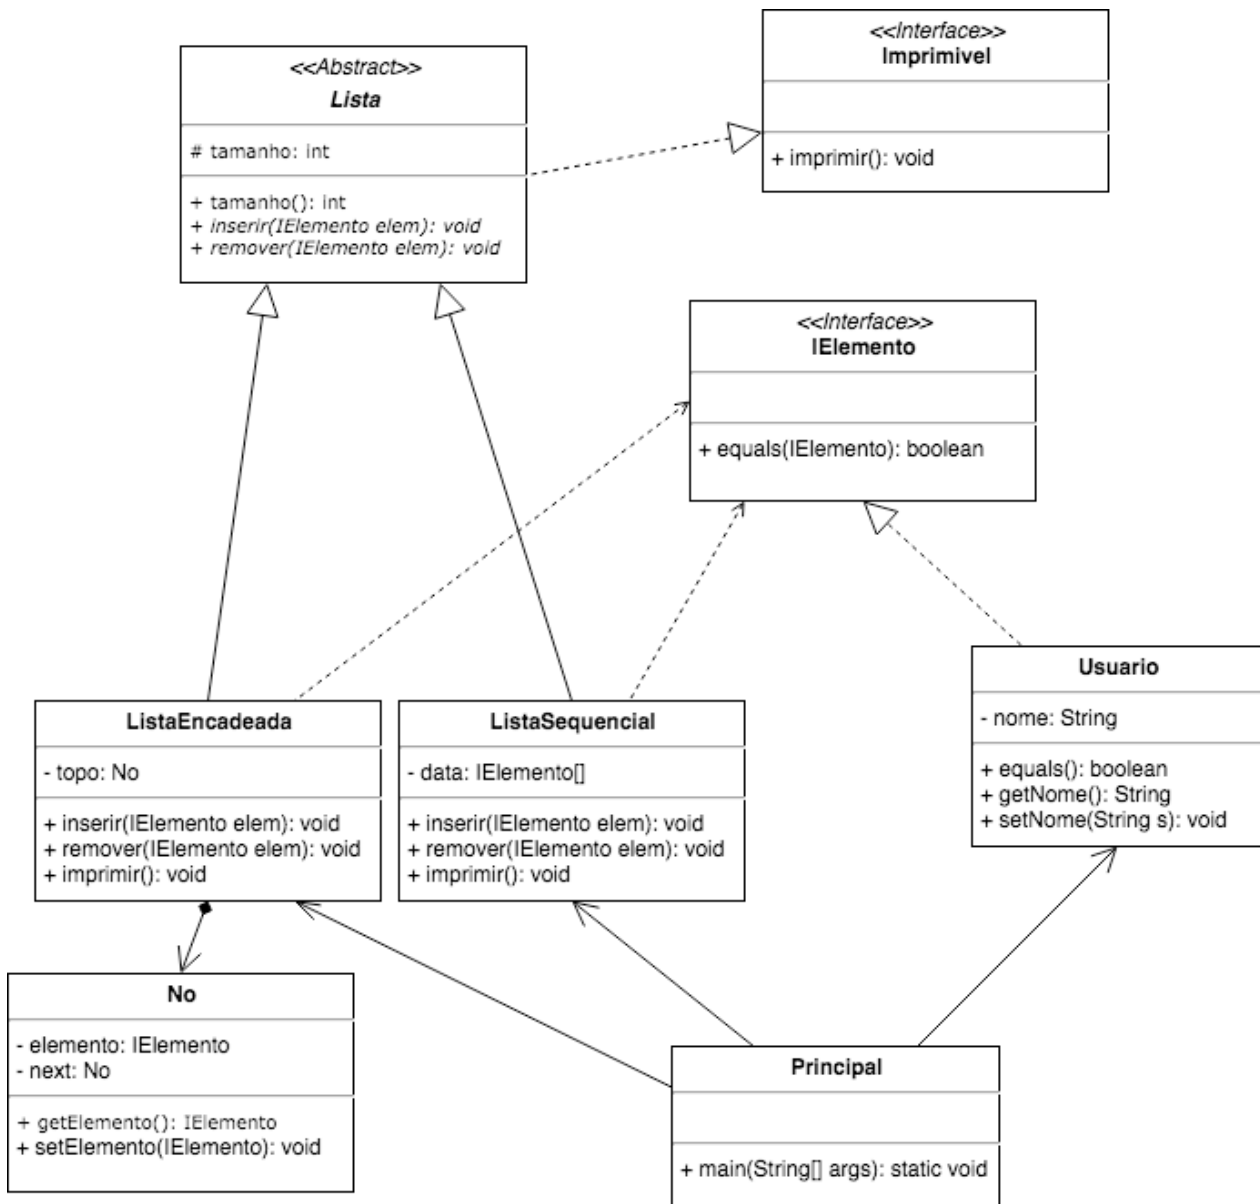 <<Abstract>>
Lista
# tamanho: int
+ tamanho(): int
+ inserir(IElemento elem): void
+ remover(IElemento elem): void
<<Interface>>
Imprimivel
+ imprimir(): void
<<Interface>>
IElemento
+ equals(IElemento): boolean
ListaEncadeada
- topo: No
+ inserir(IElemento elem): void
+ remover(IElemento elem): void
+ imprimir(): void
ListaSequencial
- data: IElemento[]
+ inserir(IElemento elem): void
+ remover(IElemento elem): void
+ imprimir(): void
Usuario
- nome: String
+ equals(): boolean
+ getNome(): String
+ setNome(String s): void
No
- elemento: IElemento
- next: No
+ getElemento(): IElemento
+ setElemento(IElemento): void
Principal
+ main(String[] args): static void